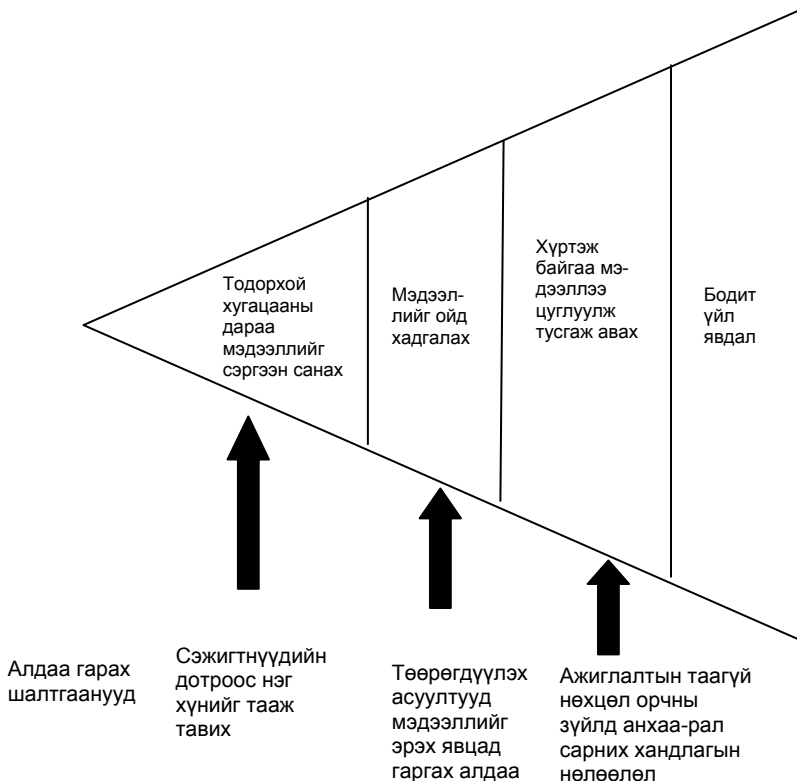 Тодорхой
хугацааны
дараа
мэдээллийг
сэргээн санах
Мэдээл-
лийг ойд
хадгалах
Хүртэж
байгаа мэ-
дээллээ
цуглуулж
тусгаж авах
Бодит
үйл
явдал
Алдаа гарах
шалтгаанууд
Сэжигтнүүдийн
дотроос нэг
хүнийг тааж
тавих
Төөрөгдүүлэх
асуултууд
мэдээллийг
эрэх явцад
гаргах алдаа
Ажиглалтын таагүй
нөхцөл орчны
зүйлд анхаа-рал
сарних хандлагын
нөлөөлөл